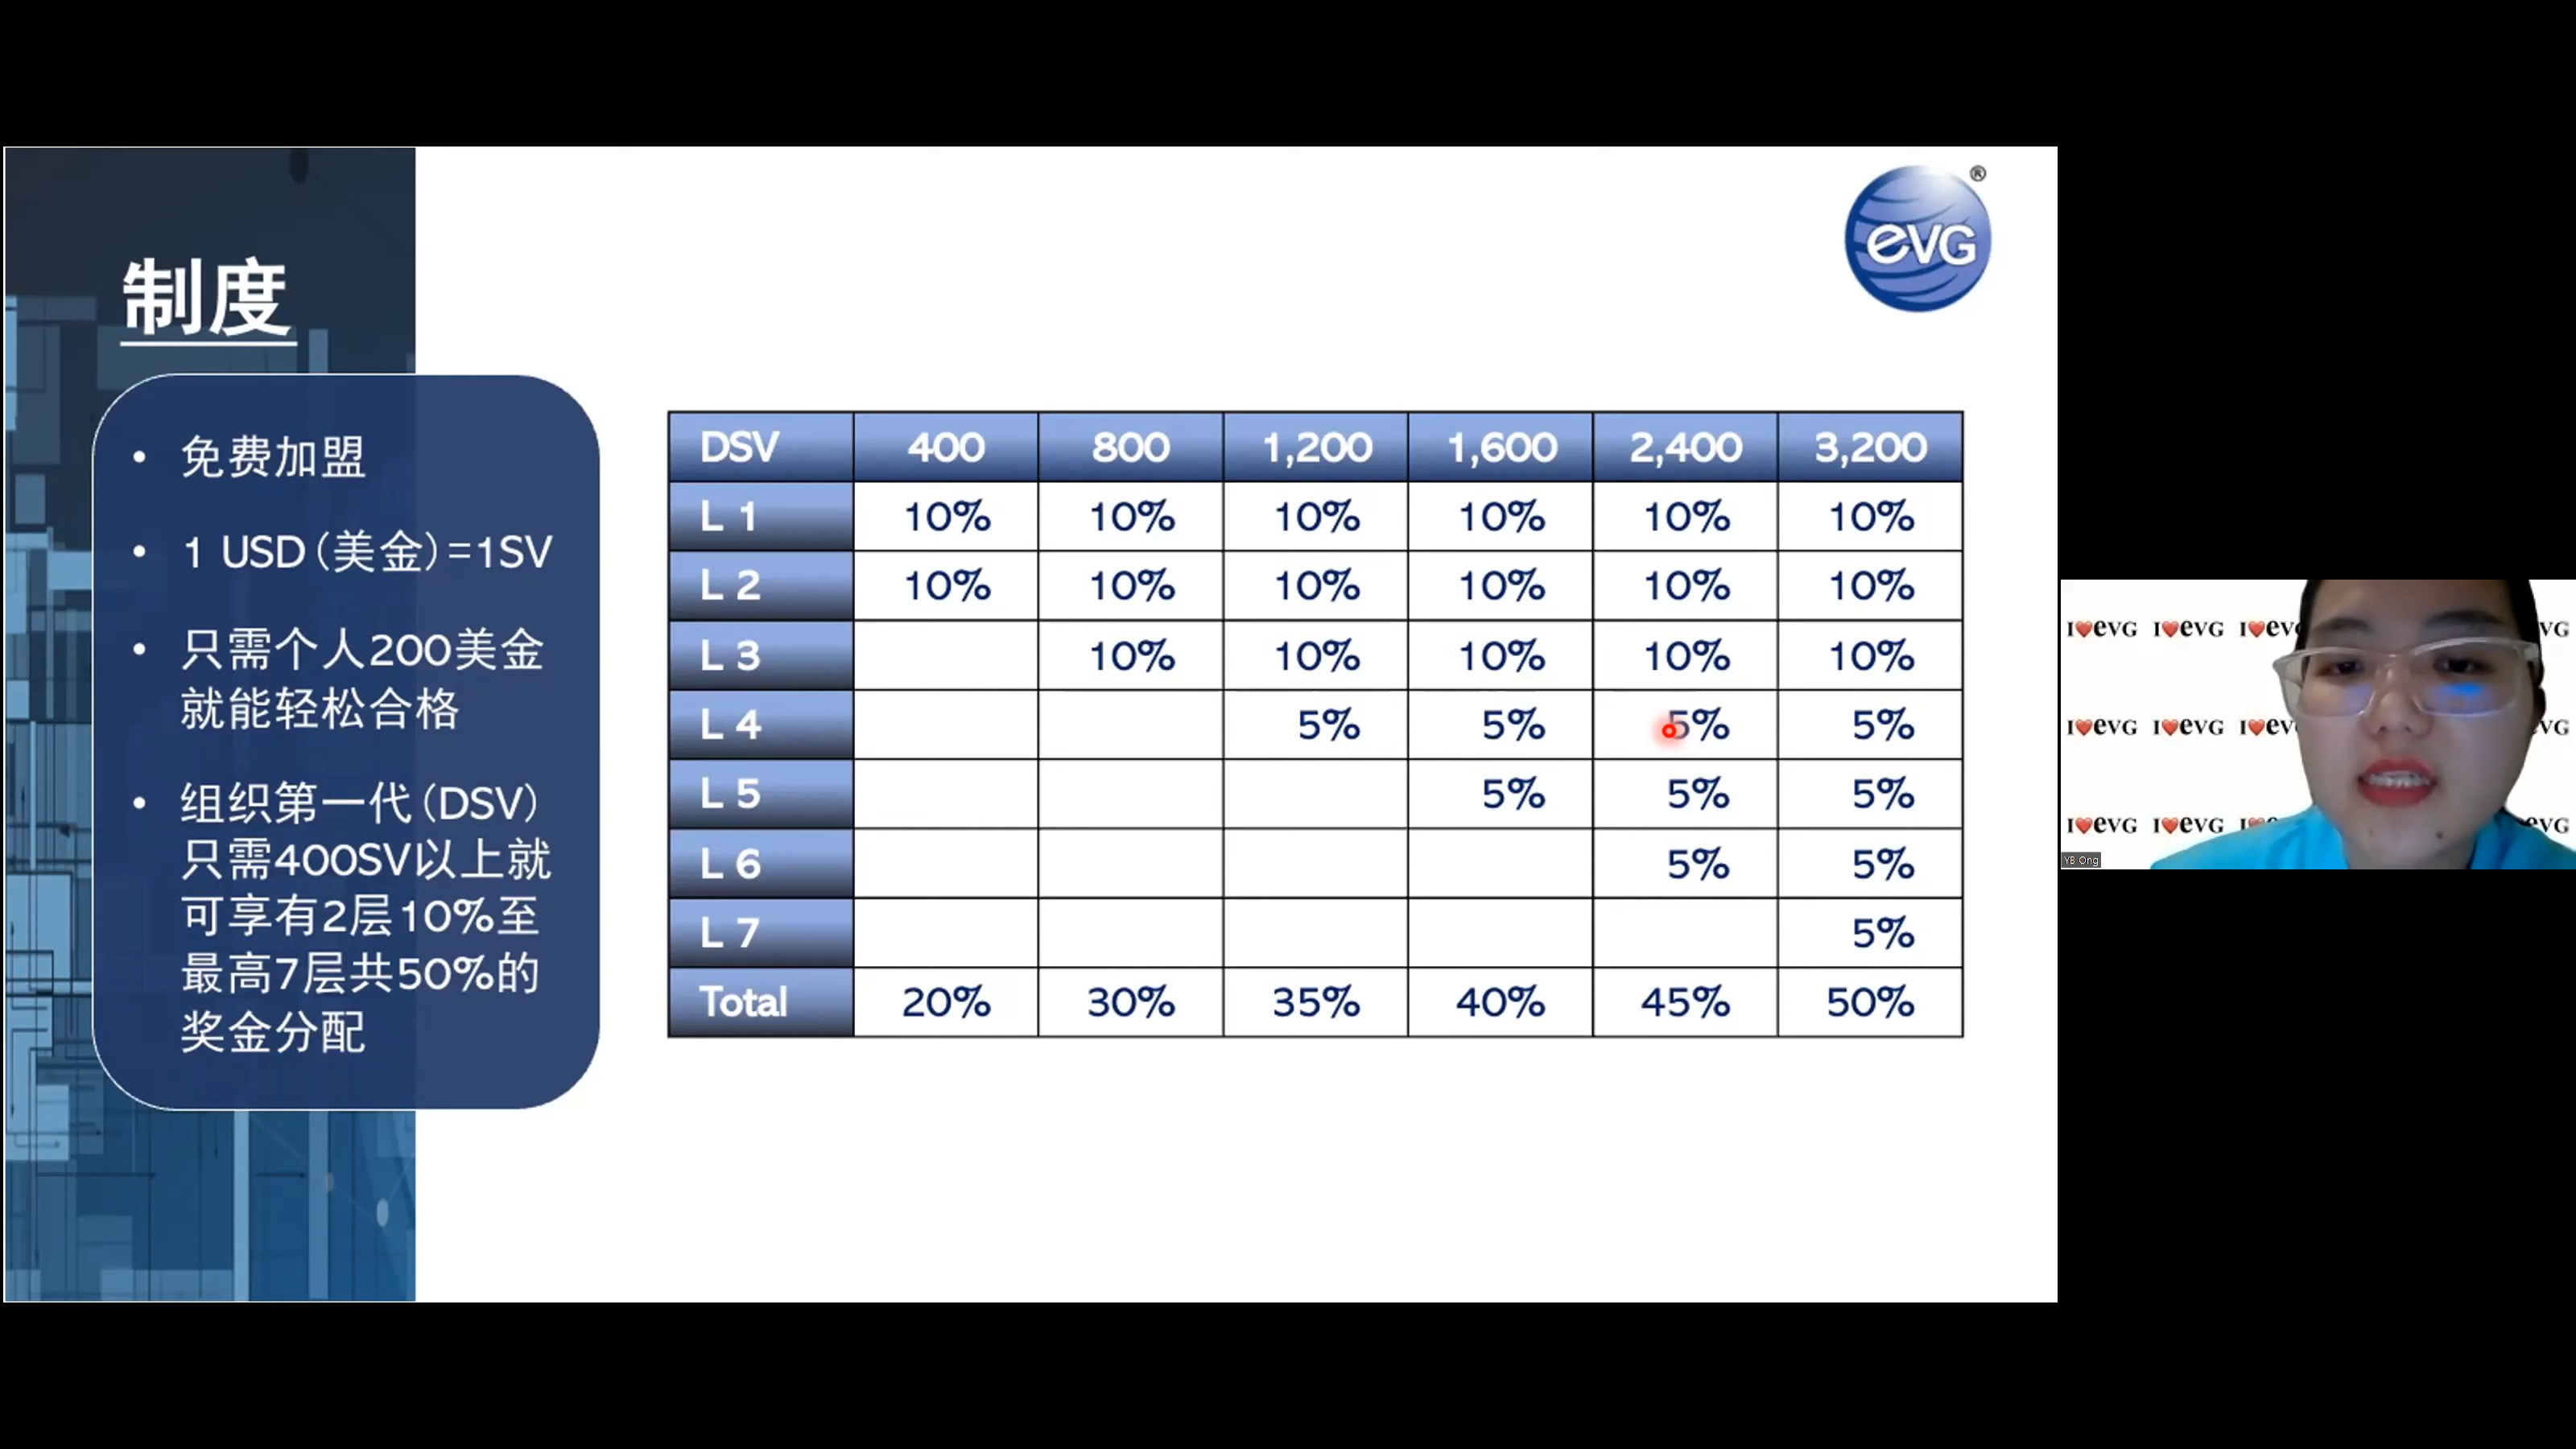 制度
• 免费加盟
• 1 USD(美金)=1SV
• 只需个人200美金
就能轻松合格
• 组织第一代(DSV)
只需400SV以上就
可享有2层10%至
最高7层共50%的
奖金分配
evG ®
DSV 400 800 1,200 1,600 2,400 3,200
L 1 10% 10% 10% 10% 10% 10%
L 2 10% 10% 10% 10% 10% 10%
L 3 10% 10% 10% 10% 10%
L 4 5% 5% 5% 5%
L 5 5% 5% 5%
L 6 5% 5%
L 7 5%
Total 20% 30% 35% 40% 45% 50%
I❤evG I❤evG I❤evG vG
I❤evG I❤evG I❤ev vG
I❤evG I❤evG evG
YB Ong